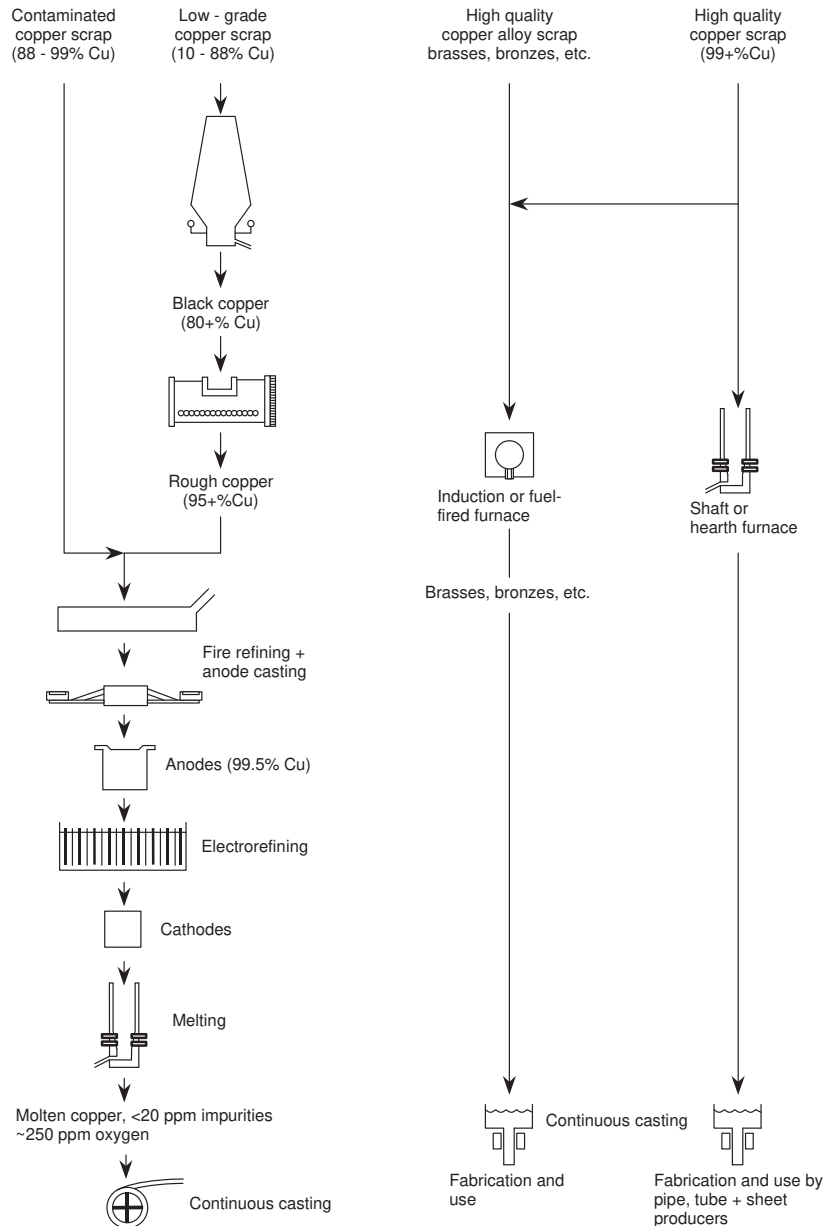 Contaminated
copper scrap
(88 - 99% Cu)
Low - grade
copper scrap
(10 - 88% Cu)
High quality
copper alloy scrap
brasses, bronzes, etc.
High quality
copper scrap
(99+%Cu)
Black copper
(80+% Cu)
Rough copper
(95+%Cu)
Induction or fuel-
fired furnace
Shaft or
hearth furnace
Brasses, bronzes, etc.
Fire refining +
anode casting
Anodes (99.5% Cu)
Electrorefining
Cathodes
Melting
Molten copper, <20 ppm impurities
~250 ppm oxygen
Continuous casting
Continuous casting
Fabrication and
use
Fabrication and use by
pipe, tube + sheet
producers